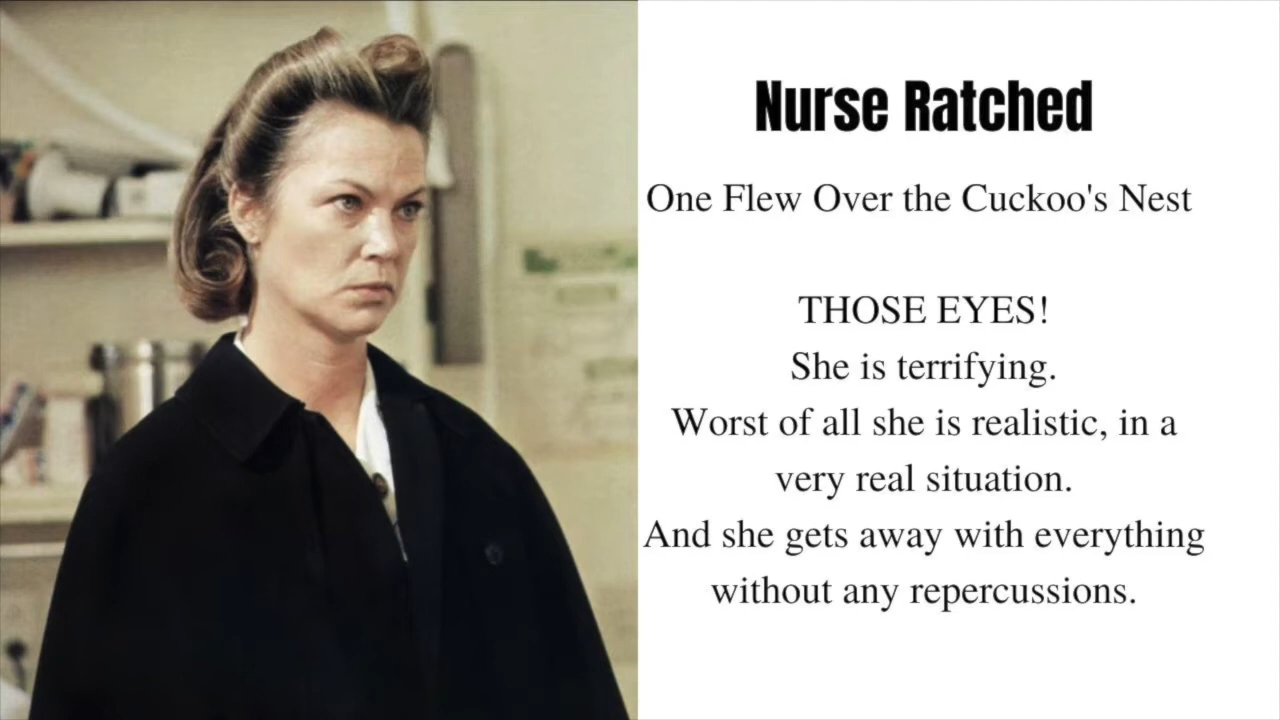 Nurse Ratched
One Flew Over the Cuckoo's Nest
THOSE EYES!
She is terrifying.
Worst of all she is realistic, in a
very real situation.
And she gets away with everything
without any repercussions.